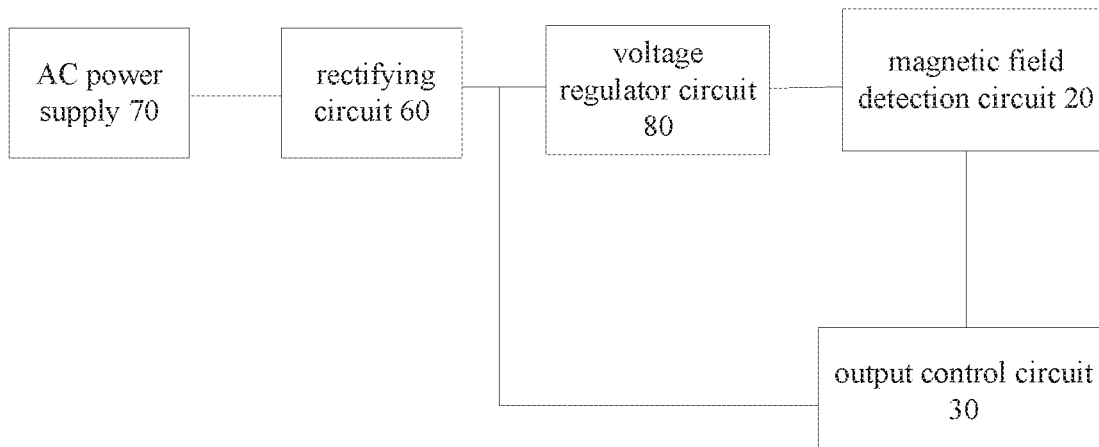 AC power
supply 70
rectifying
circuit 60
voltage
regulator circuit
80
magnetic field
detection circuit 20
output control circuit
30